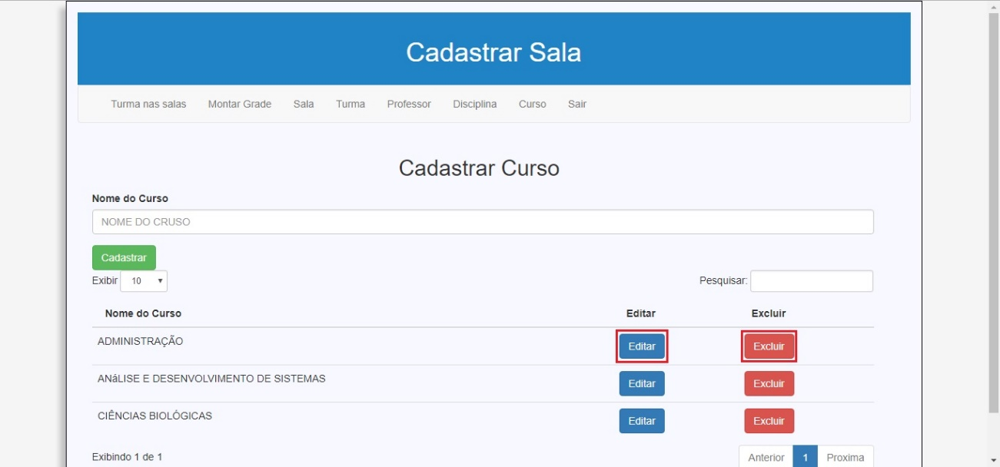 Cadastrar Sala
Turma nas salas Montar Grade Sala Turma Professor Disciplina Curso Sair
Cadastrar Curso
Nome do Curso
NOME DO CRUSO
Cadastrar
Exibir 10 Pesquisar:
Nome do Curso Editar Excluir
ADMINISTRAÇÃO Editar Excluir
ANáLISE E DESENVOLVIMENTO DE SISTEMAS Editar Excluir
CIÊNCIAS BIOLÓGICAS Editar Excluir
Exibindo 1 de 1 Anterior 1 Proxima